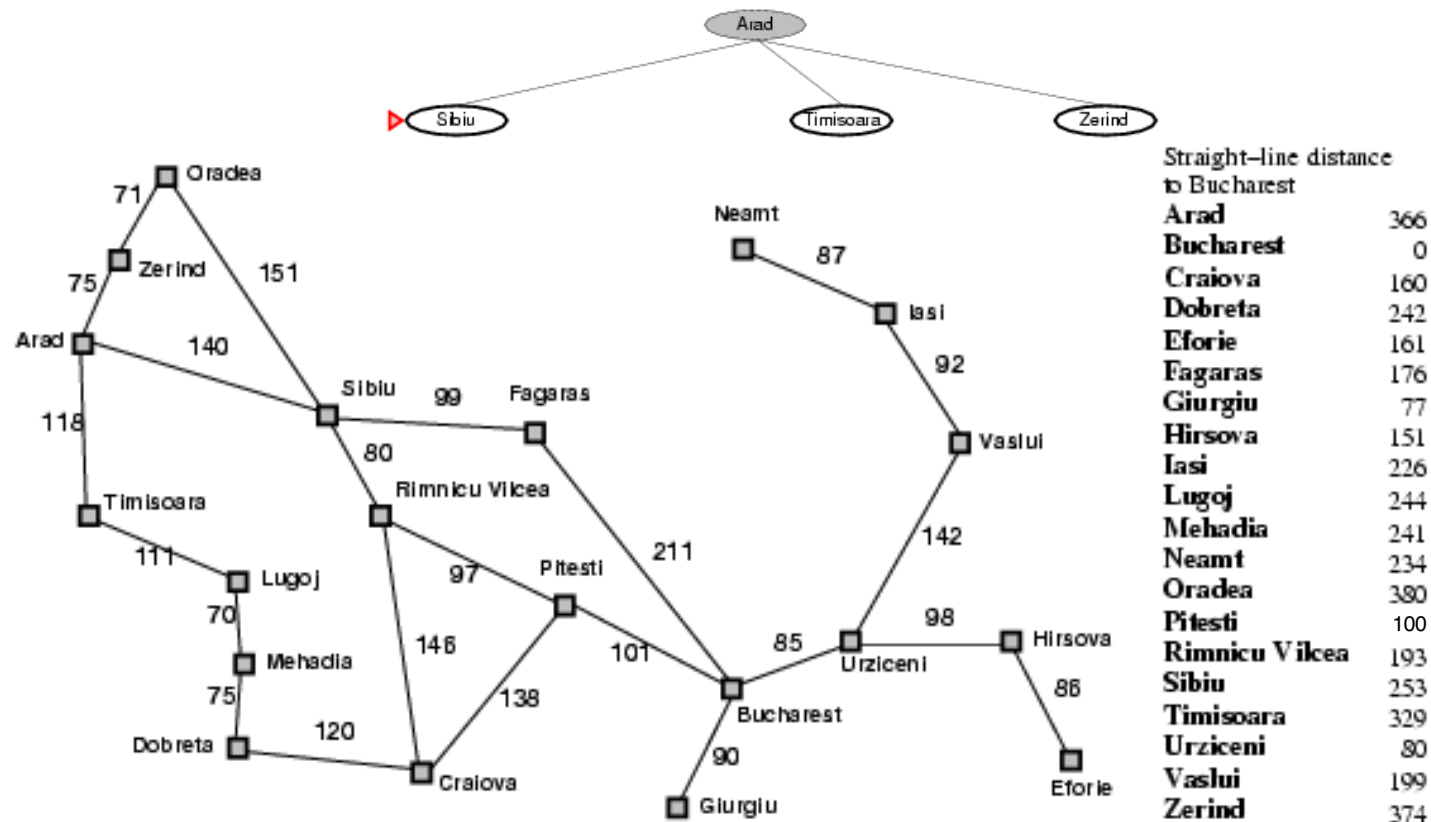 Arad
Sibiu
Timisoara
Zerind
Straight–line distance
to Bucharest
Arad 366
Bucharest 0
Craiova 160
Dobreta 242
Eforie 161
Fagaras 176
Giurgiu 77
Hirsova 151
Iasi 226
Lugoj 244
Mehadia 241
Neamt 234
Oradea 380
Pitesti 100
Rimnicu Vilcea 193
Sibiu 253
Timisoara 329
Urziceni 80
Vaslui 199
Zerind 374
Oradea
71
Neamt
87
Zerind
151
75
Iasi
Arad
140
92
Sibiu
99
Fagaras
118
80
Vaslui
Rimnicu Vilcea
Timisoara
142
111
211
Lugoj
97
Pitesti
70
98
Hirsova
146
101
85
Urziceni
Mehadia
75
138
86
Bucharest
120
Dobreta
90
Craiova
Eforie
Giurgiu